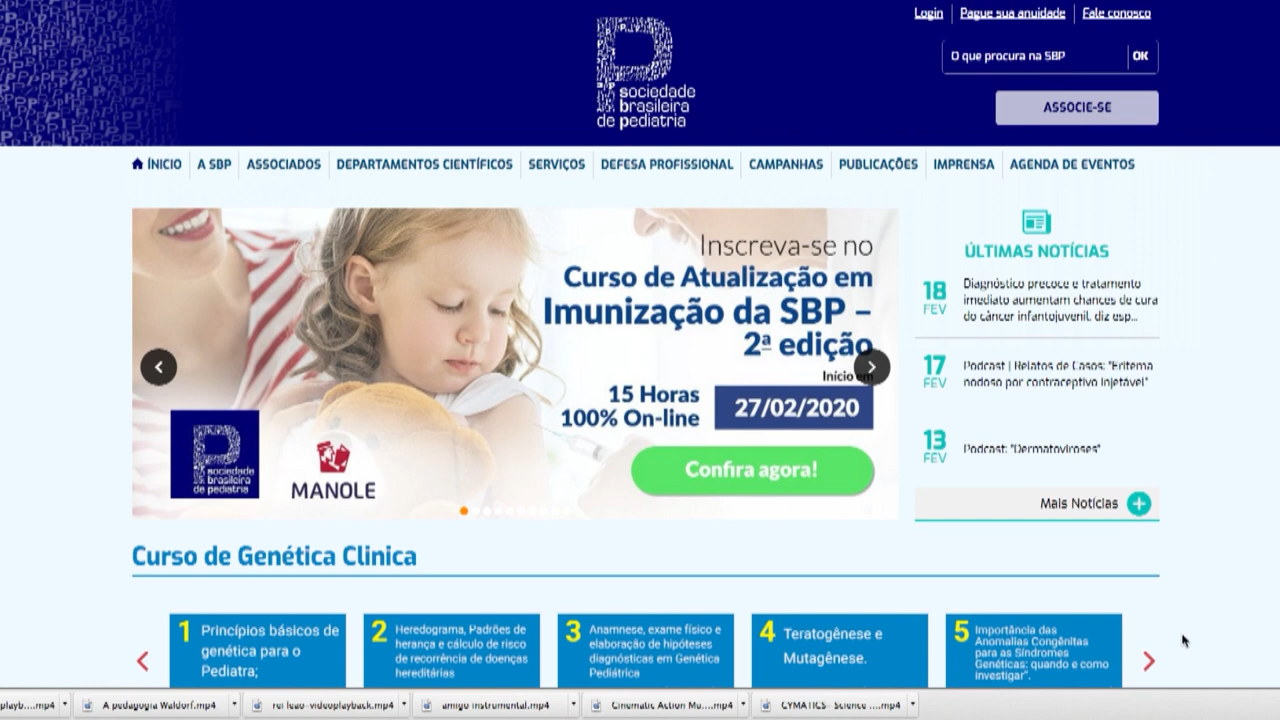 Login
Pague sua anuidade
Fale conosco
sociedade
brasileira
de pediatria
O que procura na SBP
OK
ASSOCIE-SE
ÍNICIO
A SBP
ASSOCIADOS
DEPARTAMENTOS CIENTÍFICOS
SERVIÇOS
DEFESA PROFISSIONAL
CAMPANHAS
PUBLICAÇÕES
IMPRENSA
AGENDA DE EVENTOS
Inscreva-se no
Curso de Atualização em
Imunização da SBP –
2ª edição
Início em
15 Horas
100% On-line
27/02/2020
Confira agora!
sociedade
brasileira
de pediatria
MANOLE
ÚLTIMAS NOTÍCIAS
18
FEV
Diagnóstico precoce e tratamento
imediato aumentam chances de cura
do câncer infantojuvenil, diz esp...
17
FEV
Podcast | Relatos de Casos: "Eritema
nodoso por contraceptivo injetável"
13
FEV
Podcast: "Dermatoviroses"
Mais Notícias
Curso de Genética Clinica
1 Princípios básicos de
genética para o
Pediatra;
2 Heredograma, Padrões de
herança e cálculo de risco
de recorrência de doenças
hereditárias
3 Anamnese, exame físico e
elaboração de hipóteses
diagnósticas em Genética
Pediátrica
4 Teratogênese e
Mutagênese.
5 Importância das
Anomalias Congênitas
para as Síndromes
Genéticas: quando e como
investigar".
playb....mp4
A pedagogia Waldorf.mp4
rei leao-videoplayback.mp4
amigo instrumental.mp4
Cinematic Action Mu....mp4
CYMATICS- Science ....mp4